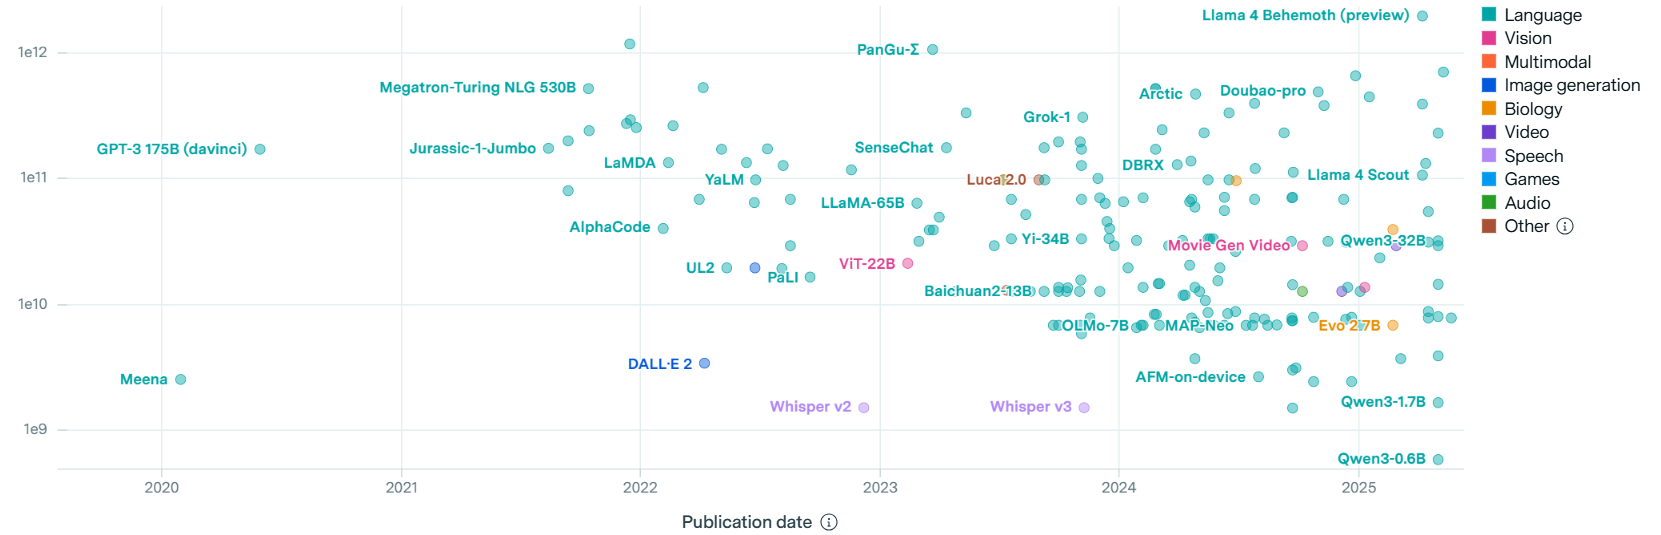 Llama 4 Behemoth (preview)
1e12
PanGu-Σ
Megatron-Turing NLG 530B
Arctic
Doubao-pro
Grok-1
GPT-3 175B (davinci)
Jurassic-1-Jumbo
SenseChat
LaMDA
DBRX
1e11
YaLM
Luca 2.0
Llama 4 Scout
LLaMA-65B
AlphaCode
Yi-34B
Movie Gen Video
Qwen3-32B
UL2
ViT-22B
PaLI
Baichuan2-13B
1e10
OLMo-7B
MAP-Neo
Evo 2 7B
DALL·E 2
Meena
AFM-on-device
Whisper v2
Whisper v3
Qwen3-1.7B
1e9
Qwen3-0.6B
2020
2021
2022
2023
2024
2025
Publication date
Language
Vision
Multimodal
Image generation
Biology
Video
Speech
Games
Audio
Other